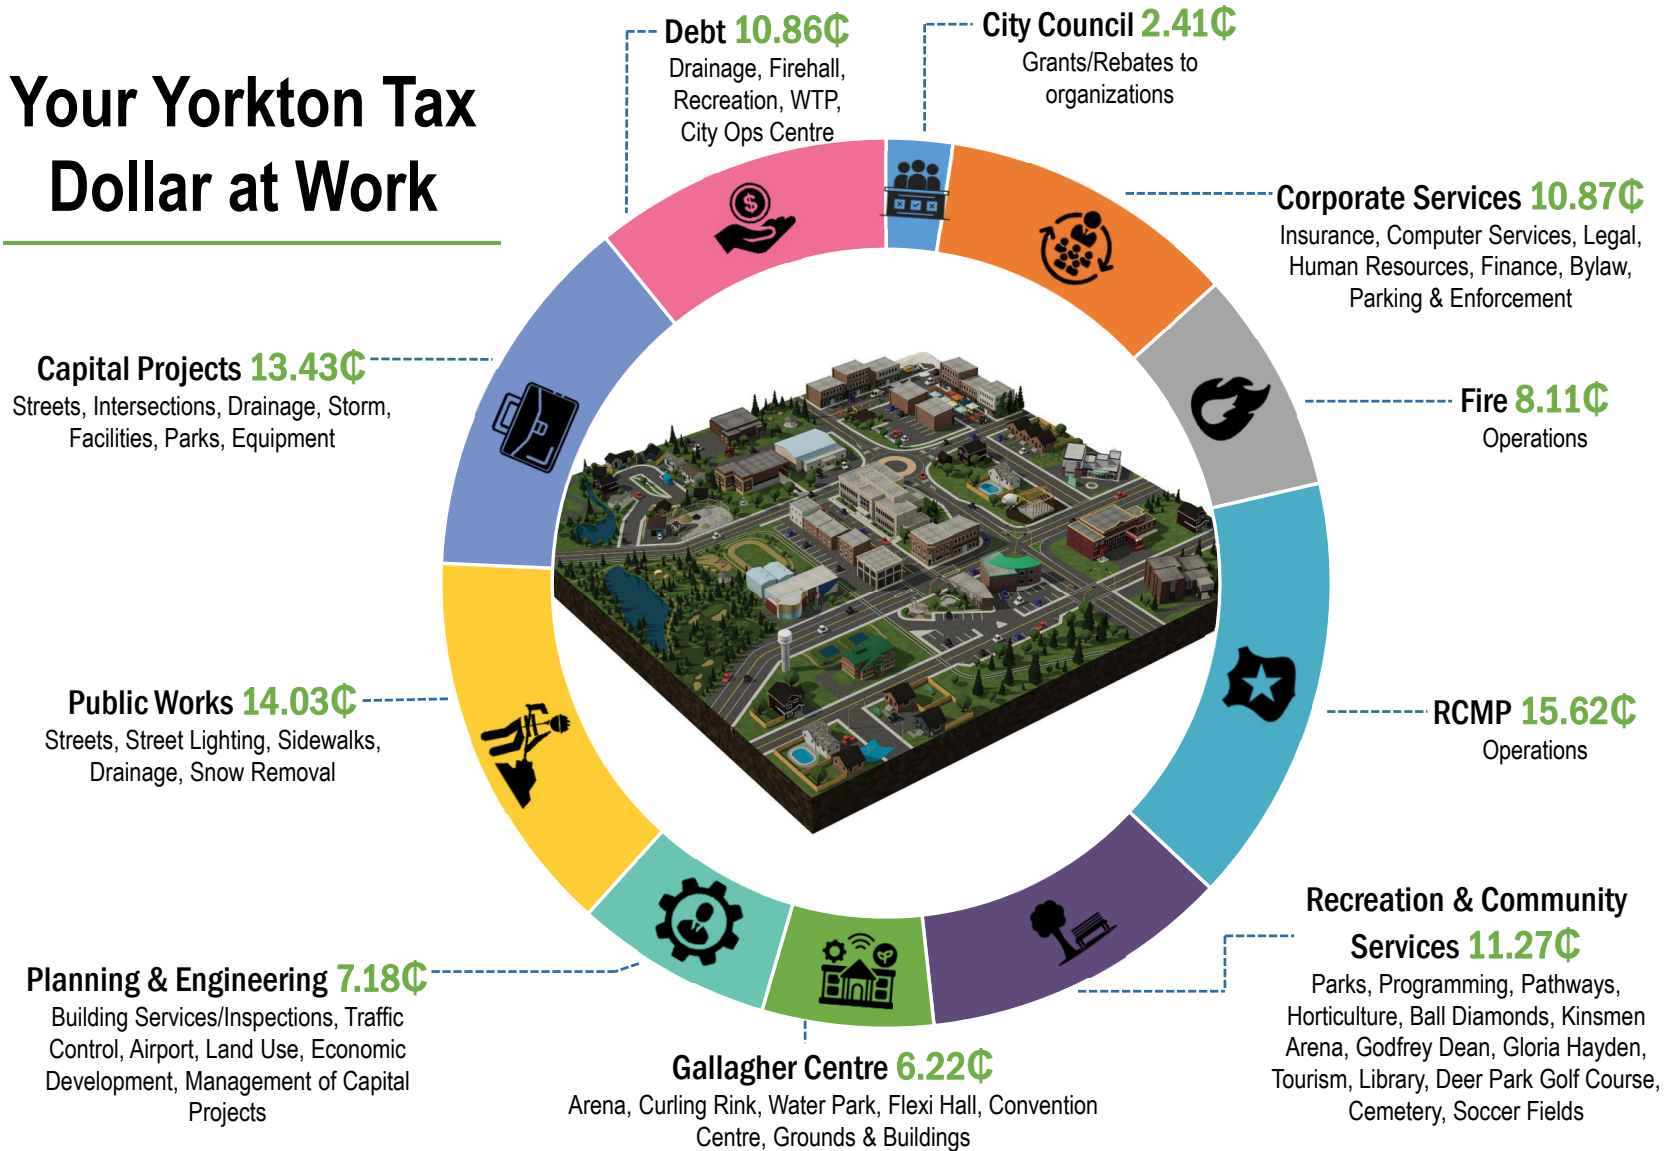 Your Yorkton Tax
Dollar at Work
Debt 10.86₵
Drainage, Firehall,
Recreation, WTP,
City Ops Centre
City Council 2.41₵
Grants/Rebates to
organizations
Corporate Services 10.87₵
Insurance, Computer Services, Legal,
Human Resources, Finance, Bylaw,
Parking & Enforcement
Fire 8.11₵
Operations
RCMP 15.62₵
Operations
Recreation & Community
Services 11.27₵
Parks, Programming, Pathways,
Horticulture, Ball Diamonds, Kinsmen
Arena, Godfrey Dean, Gloria Hayden,
Tourism, Library, Deer Park Golf Course,
Cemetery, Soccer Fields
Gallagher Centre 6.22₵
Arena, Curling Rink, Water Park, Flexi Hall, Convention
Centre, Grounds & Buildings
Planning & Engineering 7.18₵
Building Services/Inspections, Traffic
Control, Airport, Land Use, Economic
Development, Management of Capital
Projects
Public Works 14.03₵
Streets, Street Lighting, Sidewalks,
Drainage, Snow Removal
Capital Projects 13.43₵
Streets, Intersections, Drainage, Storm,
Facilities, Parks, Equipment
$